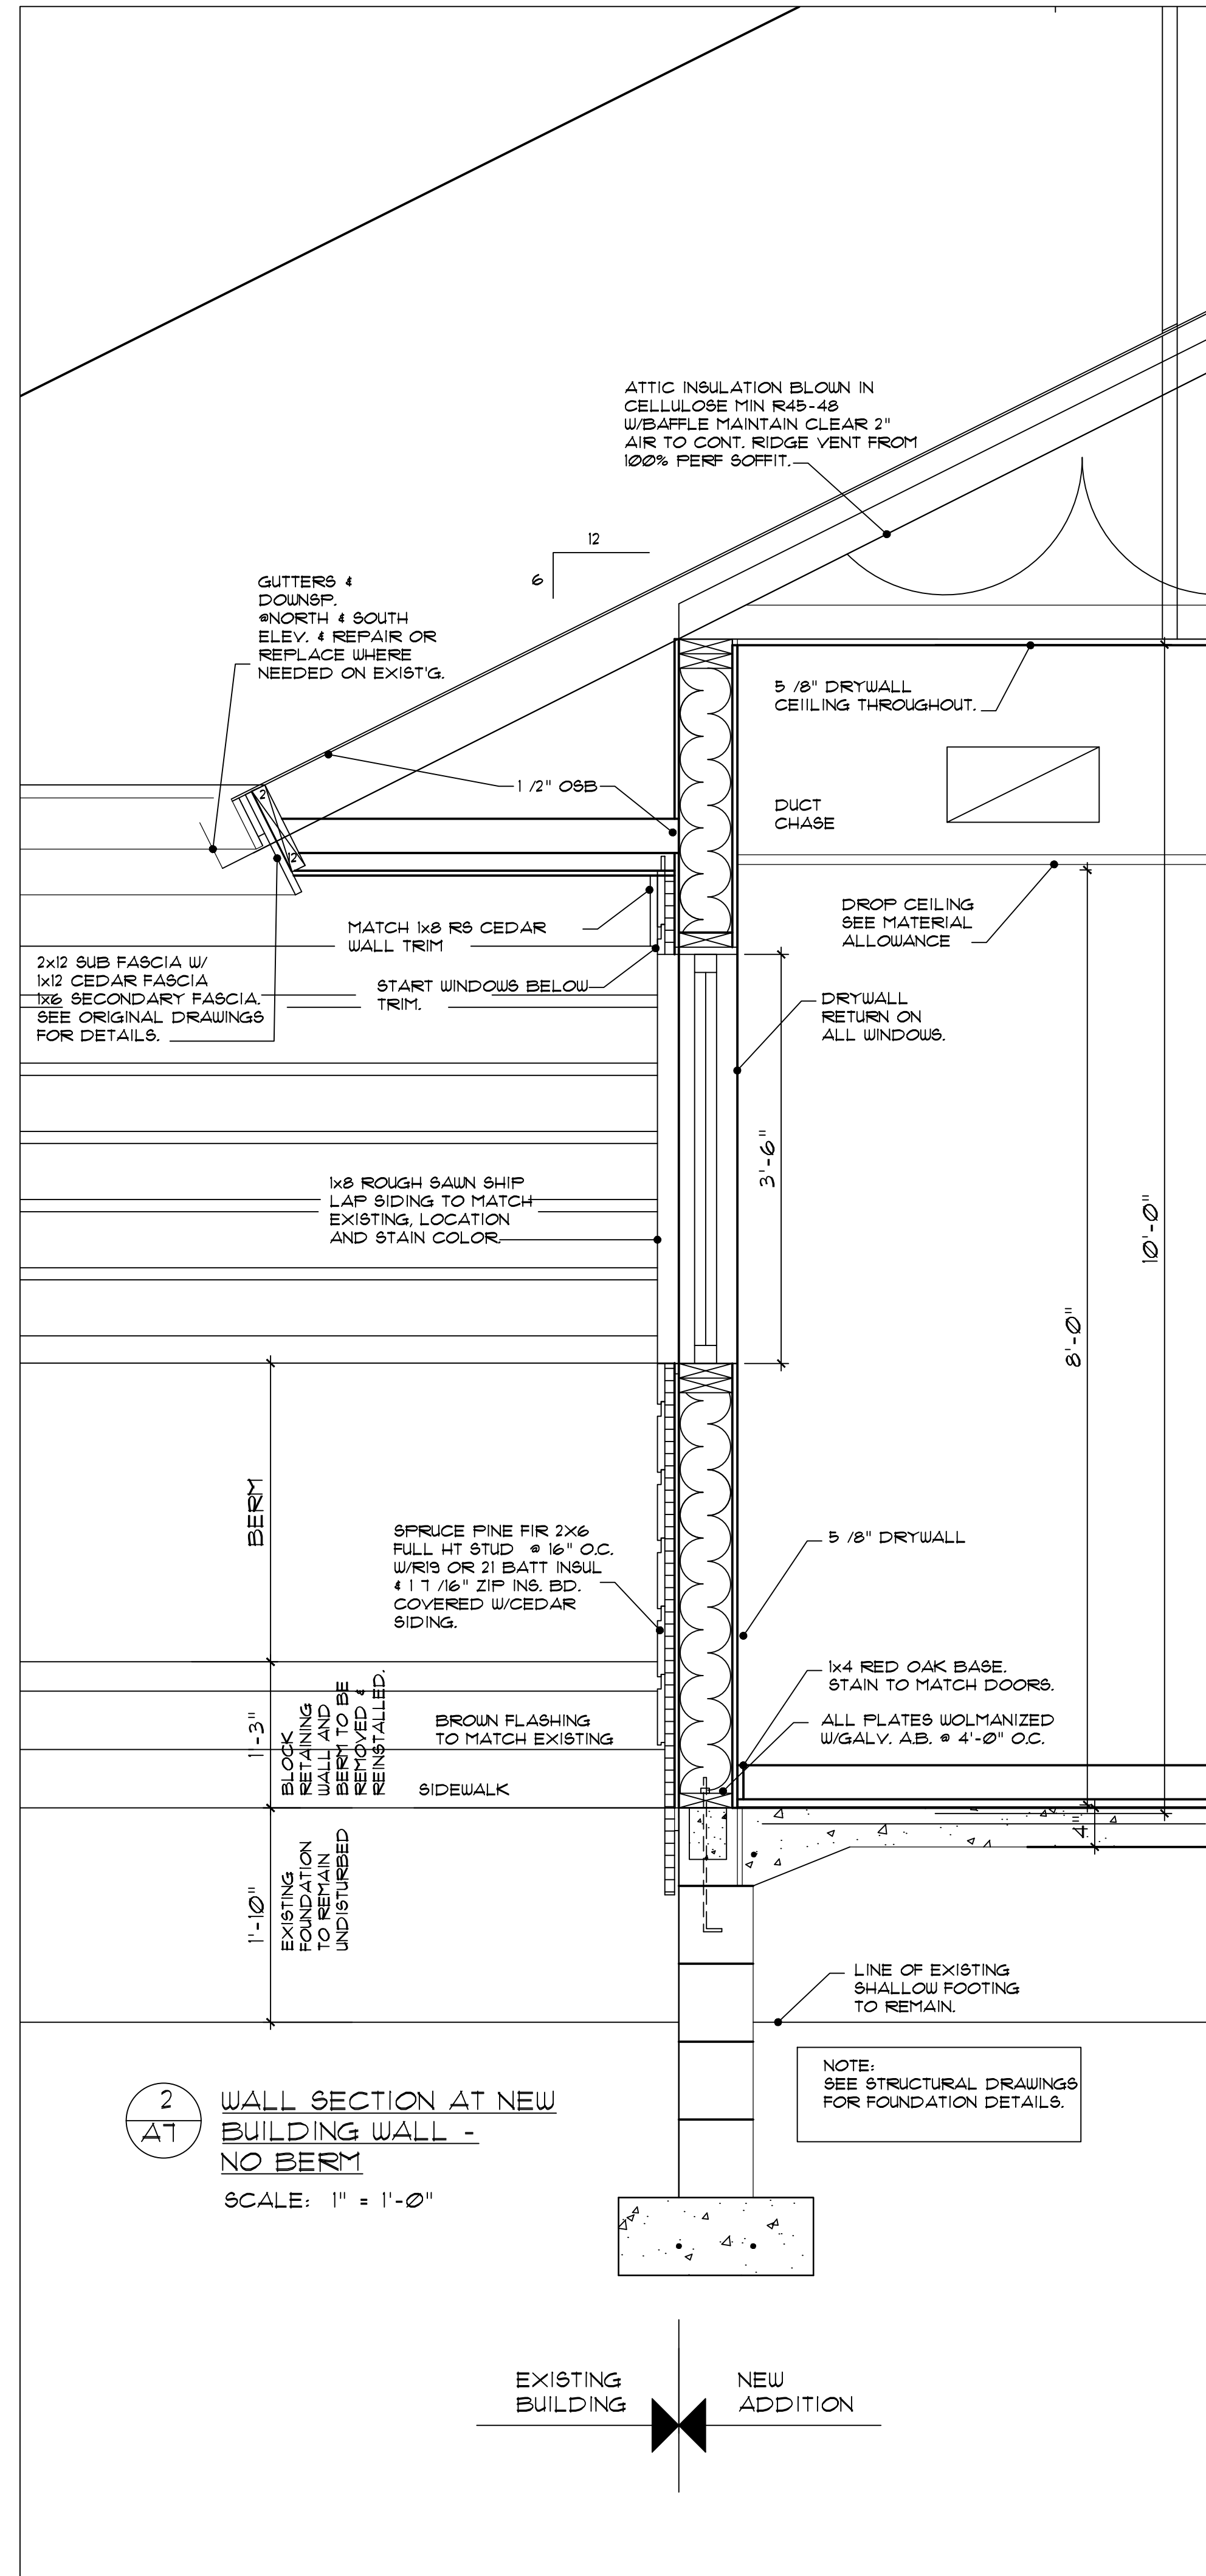 ATTIC INSULATION BLOWN IN
CELLULOSE MIN R45-48
W/BAFFLE MAINTAIN CLEAR 2"
AIR TO CONT. RIDGE VENT FROM
100% PERF SOFFIT.
12
6
GUTTERS &
DOWNSP.
@NORTH & SOUTH
ELEV. & REPAIR OR
REPLACE WHERE
NEEDED ON EXIST'G.
5 /8" DRYWALL
CEIILING THROUGHOUT.
1 /2" OSB
2
12
DUCT
CHASE
DROP CEILING
SEE MATERIAL
ALLOWANCE
MATCH 1x8 RS CEDAR
WALL TRIM
2x12 SUB FASCIA W/
1x12 CEDAR FASCIA
1x6 SECONDARY FASCIA.
SEE ORIGINAL DRAWINGS
FOR DETAILS.
START WINDOWS BELOW
TRIM.
DRYWALL
RETURN ON
ALL WINDOWS.
3'-6"
1x8 ROUGH SAWN SHIP
LAP SIDING TO MATCH
EXISTING, LOCATION
AND STAIN COLOR.
10'-0"
8'-0"
BERM
SPRUCE PINE FIR 2X6
FULL HT STUD @ 16" O.C.
W/R19 OR 21 BATT INSUL
& 1 7 /16" ZIP INS. BD.
COVERED W/CEDAR
SIDING.
5 /8" DRYWALL
1x4 RED OAK BASE.
STAIN TO MATCH DOORS.
ALL PLATES WOLMANIZED
W/GALV. A.B. @ 4'-0" O.C.
1'-3"
BLOCK
RETAINING
WALL AND
BERM TO BE
REMOVED &
REINSTALLED.
BROWN FLASHING
TO MATCH EXISTING
SIDEWALK
4"
1'-10"
EXISTING
FOUNDATION
TO REMAIN
UNDISTURBED
LINE OF EXISTING
SHALLOW FOOTING
TO REMAIN.
NOTE:
SEE STRUCTURAL DRAWINGS
FOR FOUNDATION DETAILS.
2
A7
WALL SECTION AT NEW
BUILDING WALL -
NO BERM
SCALE: 1" = 1'-0"
EXISTING
BUILDING
NEW
ADDITION